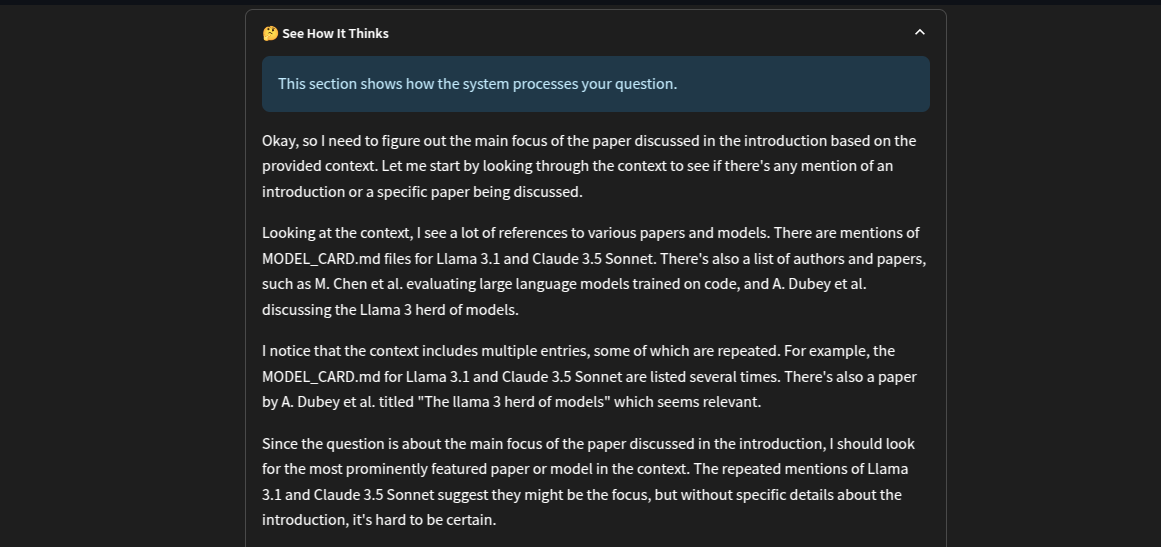 🤔 See How It Thinks
This section shows how the system processes your question.
Okay, so I need to figure out the main focus of the paper discussed in the introduction based on the
provided context. Let me start by looking through the context to see if there's any mention of an
introduction or a specific paper being discussed.
Looking at the context, I see a lot of references to various papers and models. There are mentions of
MODEL_CARD.md files for Llama 3.1 and Claude 3.5 Sonnet. There's also a list of authors and papers,
such as M. Chen et al. evaluating large language models trained on code, and A. Dubey et al.
discussing the Llama 3 herd of models.
I notice that the context includes multiple entries, some of which are repeated. For example, the
MODEL_CARD.md for Llama 3.1 and Claude 3.5 Sonnet are listed several times. There's also a paper
by A. Dubey et al. titled "The llama 3 herd of models" which seems relevant.
Since the question is about the main focus of the paper discussed in the introduction, I should look
for the most prominently featured paper or model in the context. The repeated mentions of Llama
3.1 and Claude 3.5 Sonnet suggest they might be the focus, but without specific details about the
introduction, it's hard to be certain.